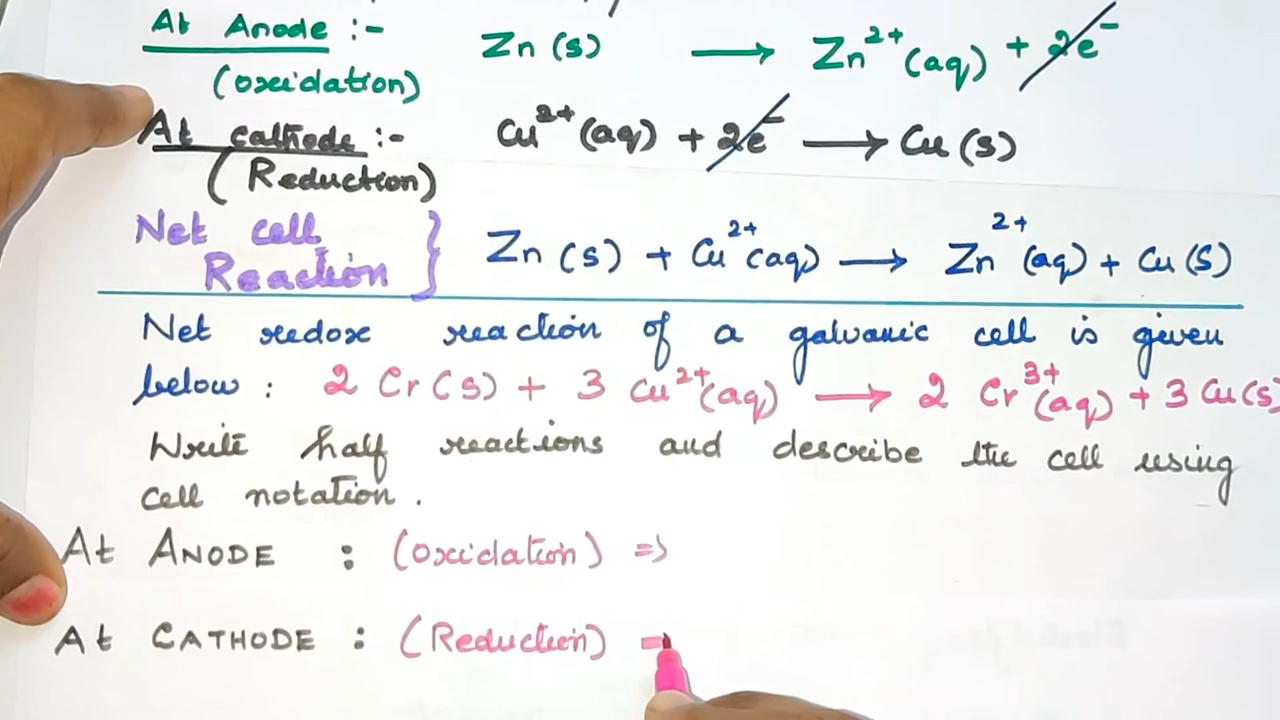 At Anode :- Zn(s) ⟶ Zn²⁺(aq) + 2e⁻
(oxidation)
At cathode :- Cu²⁺(aq) + 2e⁻ ⟶ Cu(s)
(Reduction)
Net cell
Reaction } Zn(s) + Cu²⁺(aq) ⟶ Zn²⁺(aq) + Cu(s)
Net redox reaction of a galvanic cell is given
below : 2 Cr(s) + 3 Cu²⁺(aq) ⟶ 2 Cr³⁺(aq) + 3 Cu(s)
Write half reactions and describe the cell using
cell notation .
At ANODE : (oxidation) =>
At CATHODE : (Reduction)